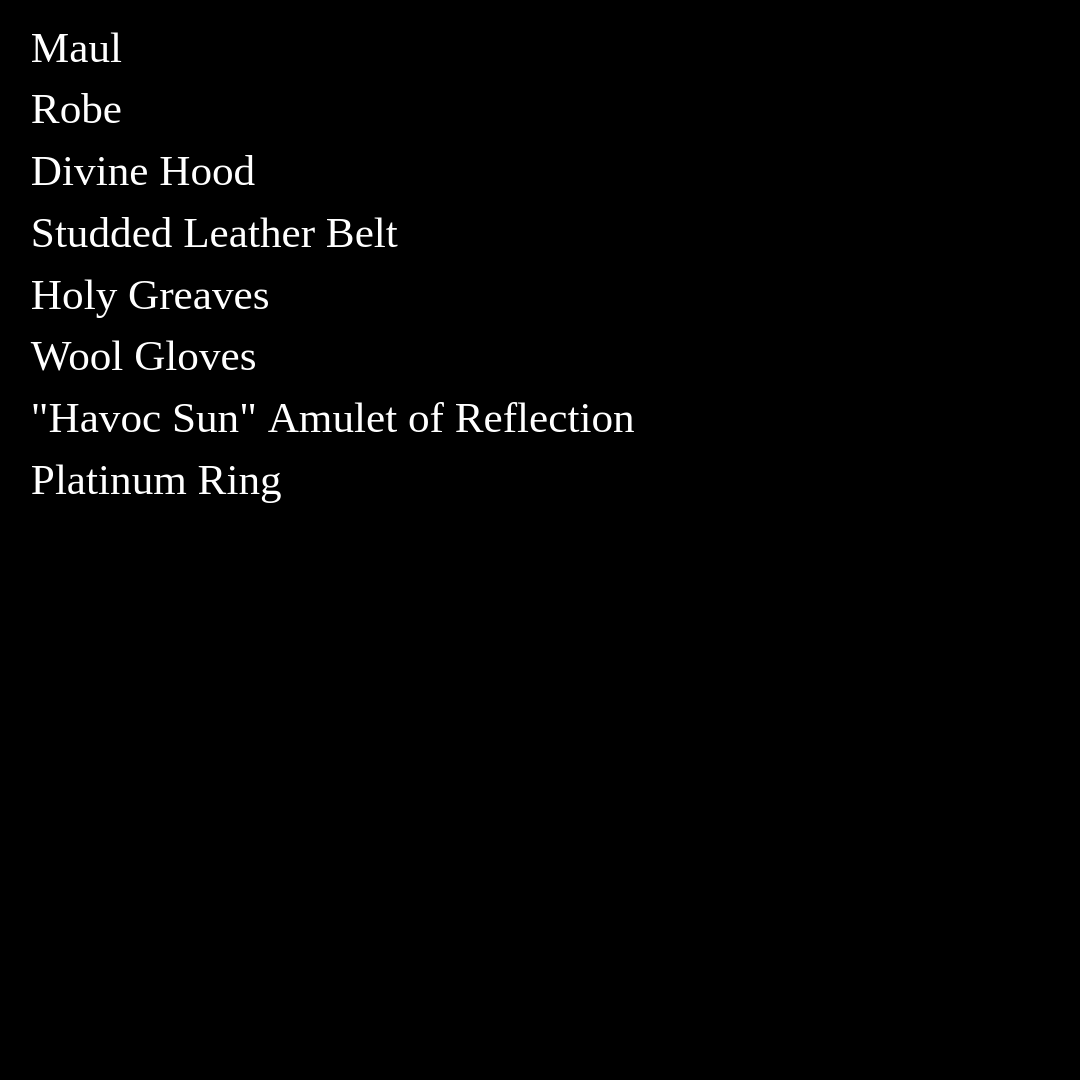 Maul
Robe
Divine Hood
Studded Leather Belt
Holy Greaves
Wool Gloves
"Havoc Sun" Amulet of Reflection
Platinum Ring